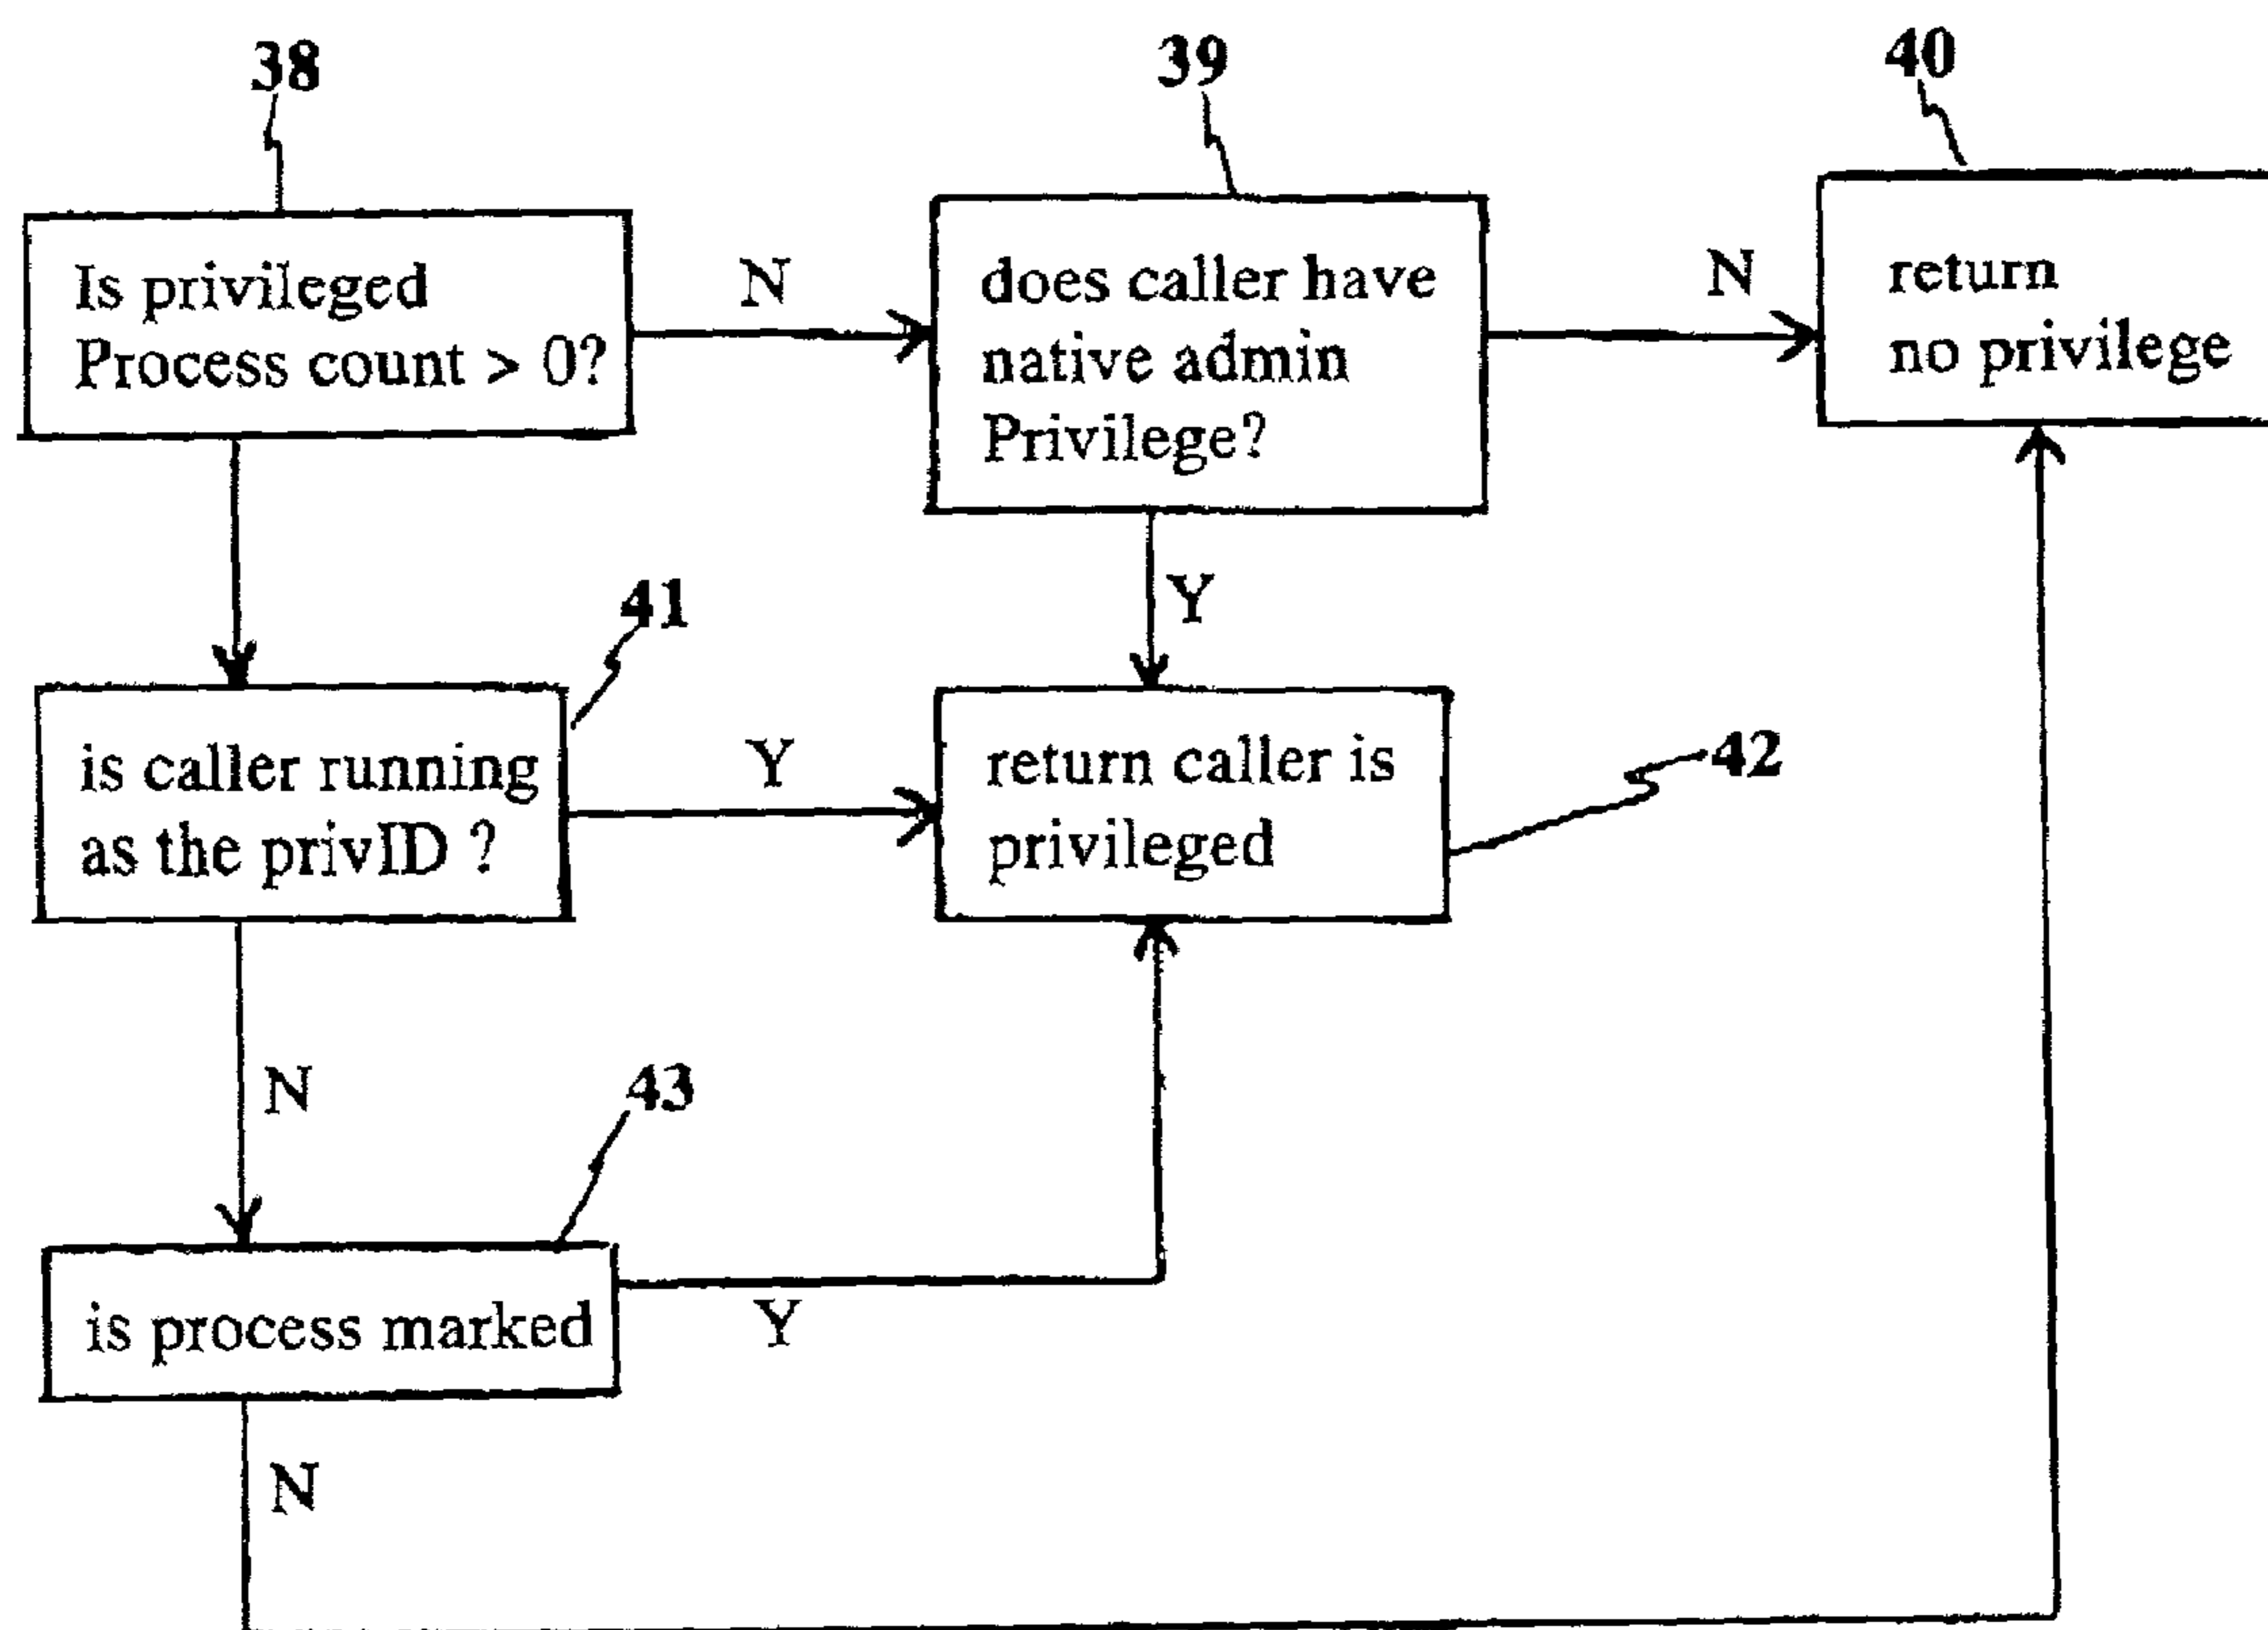 38
39
40
Is privileged
Process count > 0?
N
does caller have
native admin
Privilege?
N
return
no privilege
Y
41
is caller running
as the privID ?
Y
return caller is
privileged
42
N
43
is process marked
Y
N